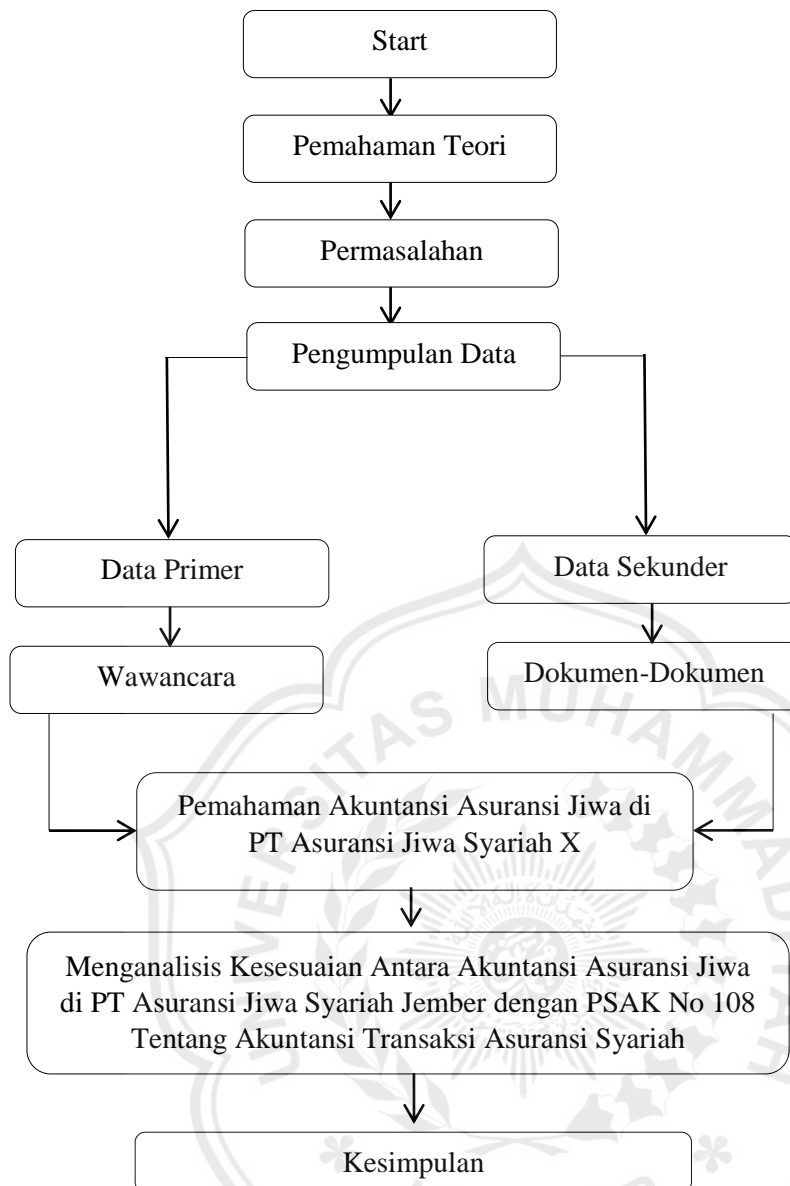 Start
Pemahaman Teori
Permasalahan
Pengumpulan Data
Data Primer
Data Sekunder
Wawancara
Dokumen-Dokumen
Pemahaman Akuntansi Asuransi Jiwa di
PT Asuransi Jiwa Syariah X
Menganalisis Kesesuaian Antara Akuntansi Asuransi Jiwa
di PT Asuransi Jiwa Syariah Jember dengan PSAK No 108
Tentang Akuntansi Transaksi Asuransi Syariah
Kesimpulan
UNIVERSITAS MUHAMMADIYAH